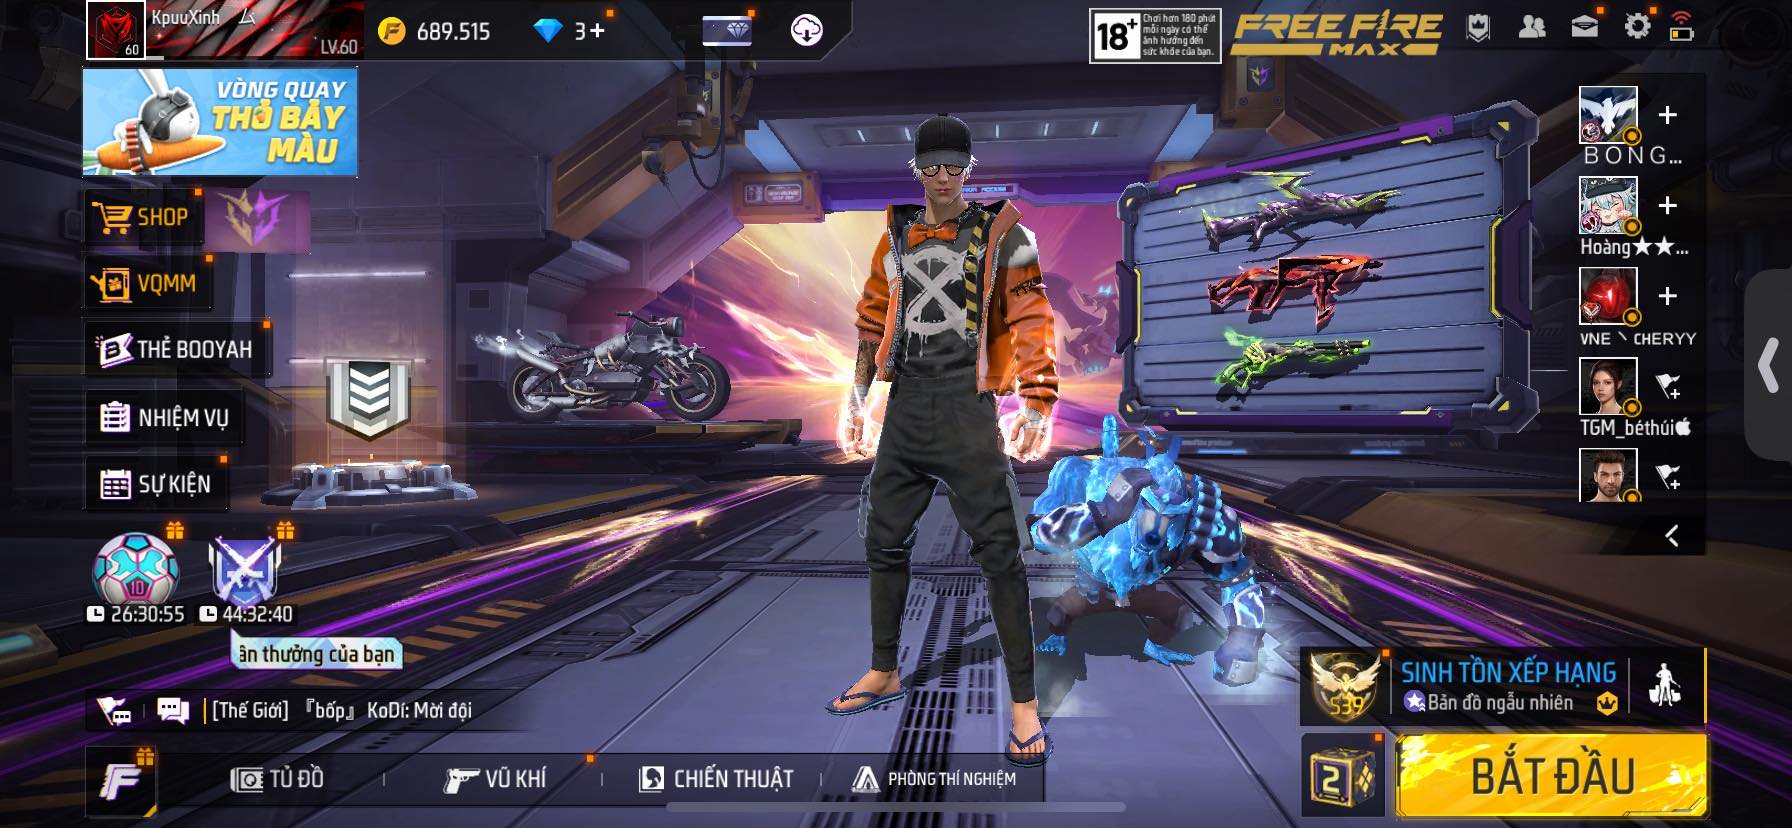 KpuuXinh
60
LV.60
689.515
3+
18+
Chơi hơn 180 phút
mỗi ngày có thể
ảnh hưởng đến
sức khỏe của bạn.
FREE FIRE
MAX
VÒNG QUAY
THỎ BẢY
MÀU
SHOP
VQMM
THẺ BOOYAH
NHIỆM VỤ
SỰ KIỆN
BONG...
Hoàng★★...
VNE丶CHERYY
TGM_béthúi
10
26:30:55
44:32:40
ần thưởng của bạn
[Thế Giới] 『bốp』 KoDí: Mời đội
SINH TỒN XẾP HẠNG
S39
Bản đồ ngẫu nhiên
TỦ ĐỒ
VŨ KHÍ
CHIẾN THUẬT
PHÒNG THÍ NGHIỆM
2
BẮT ĐẦU